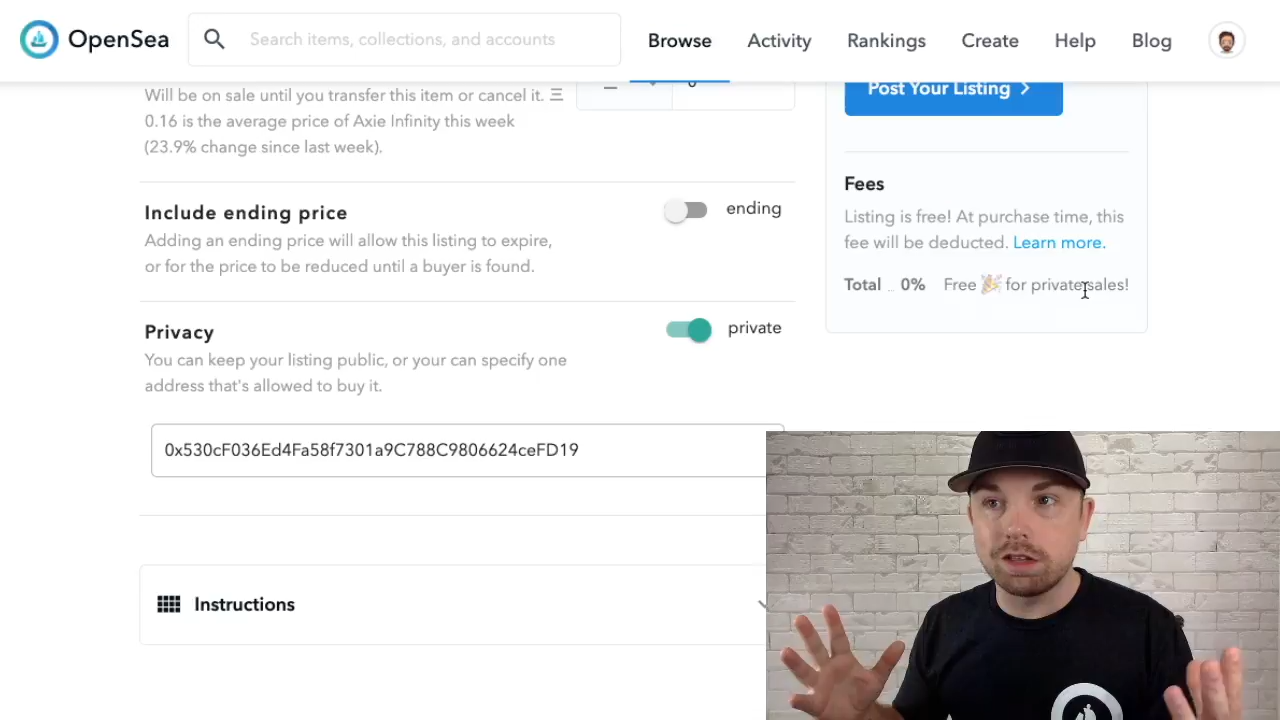 OpenSea
Search items, collections, and accounts
Browse
Activity
Rankings
Create
Help
Blog
Will be on sale until you transfer this item or cancel it. Ξ
0.16 is the average price of Axie Infinity this week
(23.9% change since last week).
Post Your Listing
Include ending price
ending
Adding an ending price will allow this listing to expire,
or for the price to be reduced until a buyer is found.
Privacy
private
You can keep your listing public, or your can specify one
address that's allowed to buy it.
0x530cF036Ed4Fa58f7301a9C788C9806624ceFD19
Instructions
Fees
Listing is free! At purchase time, this
fee will be deducted. Learn more.
Total .. 0% Free 🎉 for private sales!